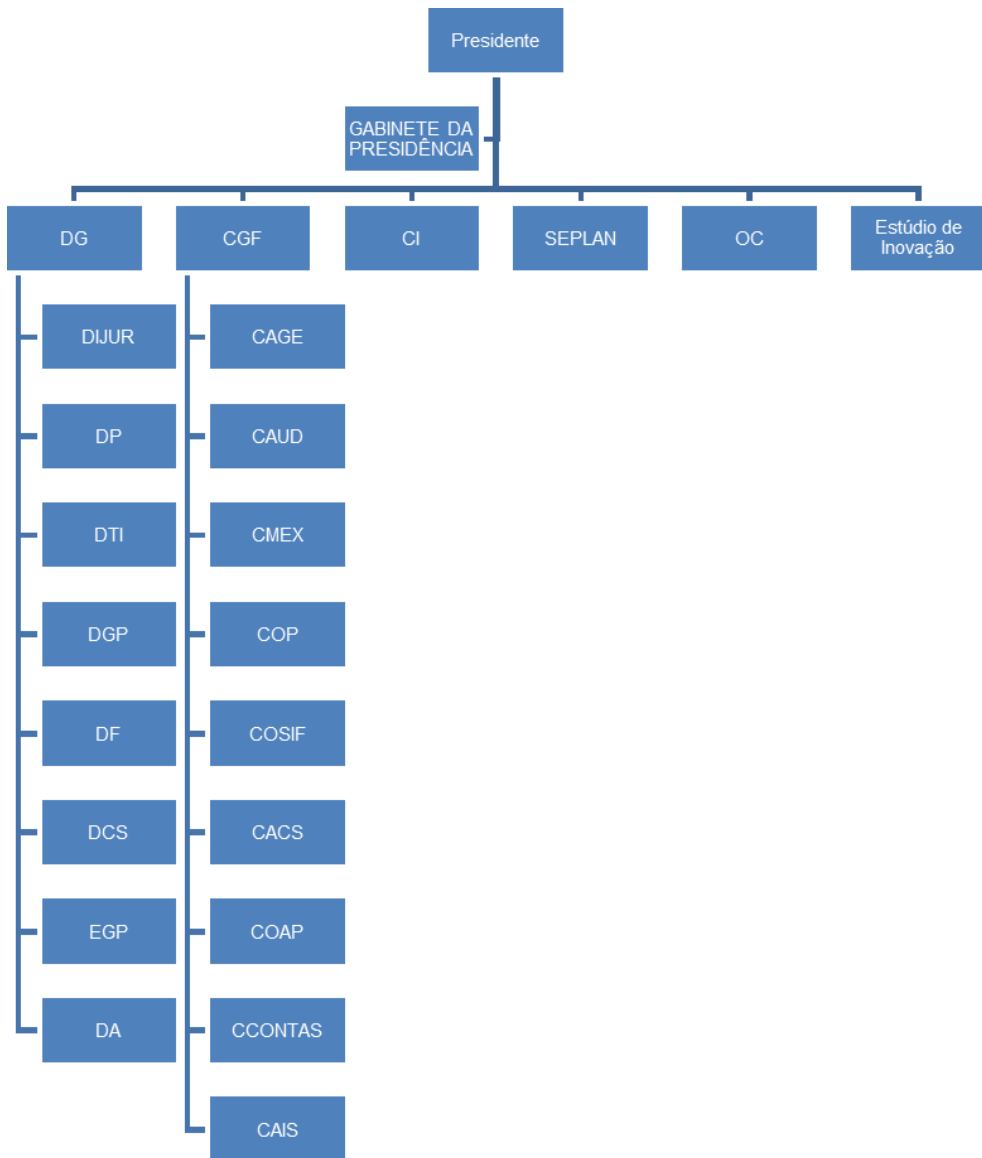 Presidente
GABINETE DA
PRESIDÊNCIA
DG
CGF
CI
SEPLAN
OC
Estúdio de
Inovação
DIJUR
CAGE
DP
CAUD
DTI
CMEX
DGP
COP
DF
COSIF
DCS
CACS
EGP
COAP
DA
CCONTAS
CAIS